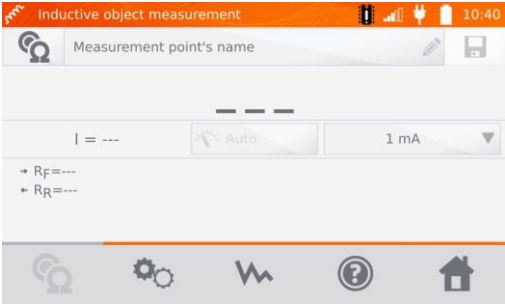 Inductive object measurement 10:40
Measurement point's name
_ _ _
I = --- Auto 1 mA
→ RF=---
← RR=---